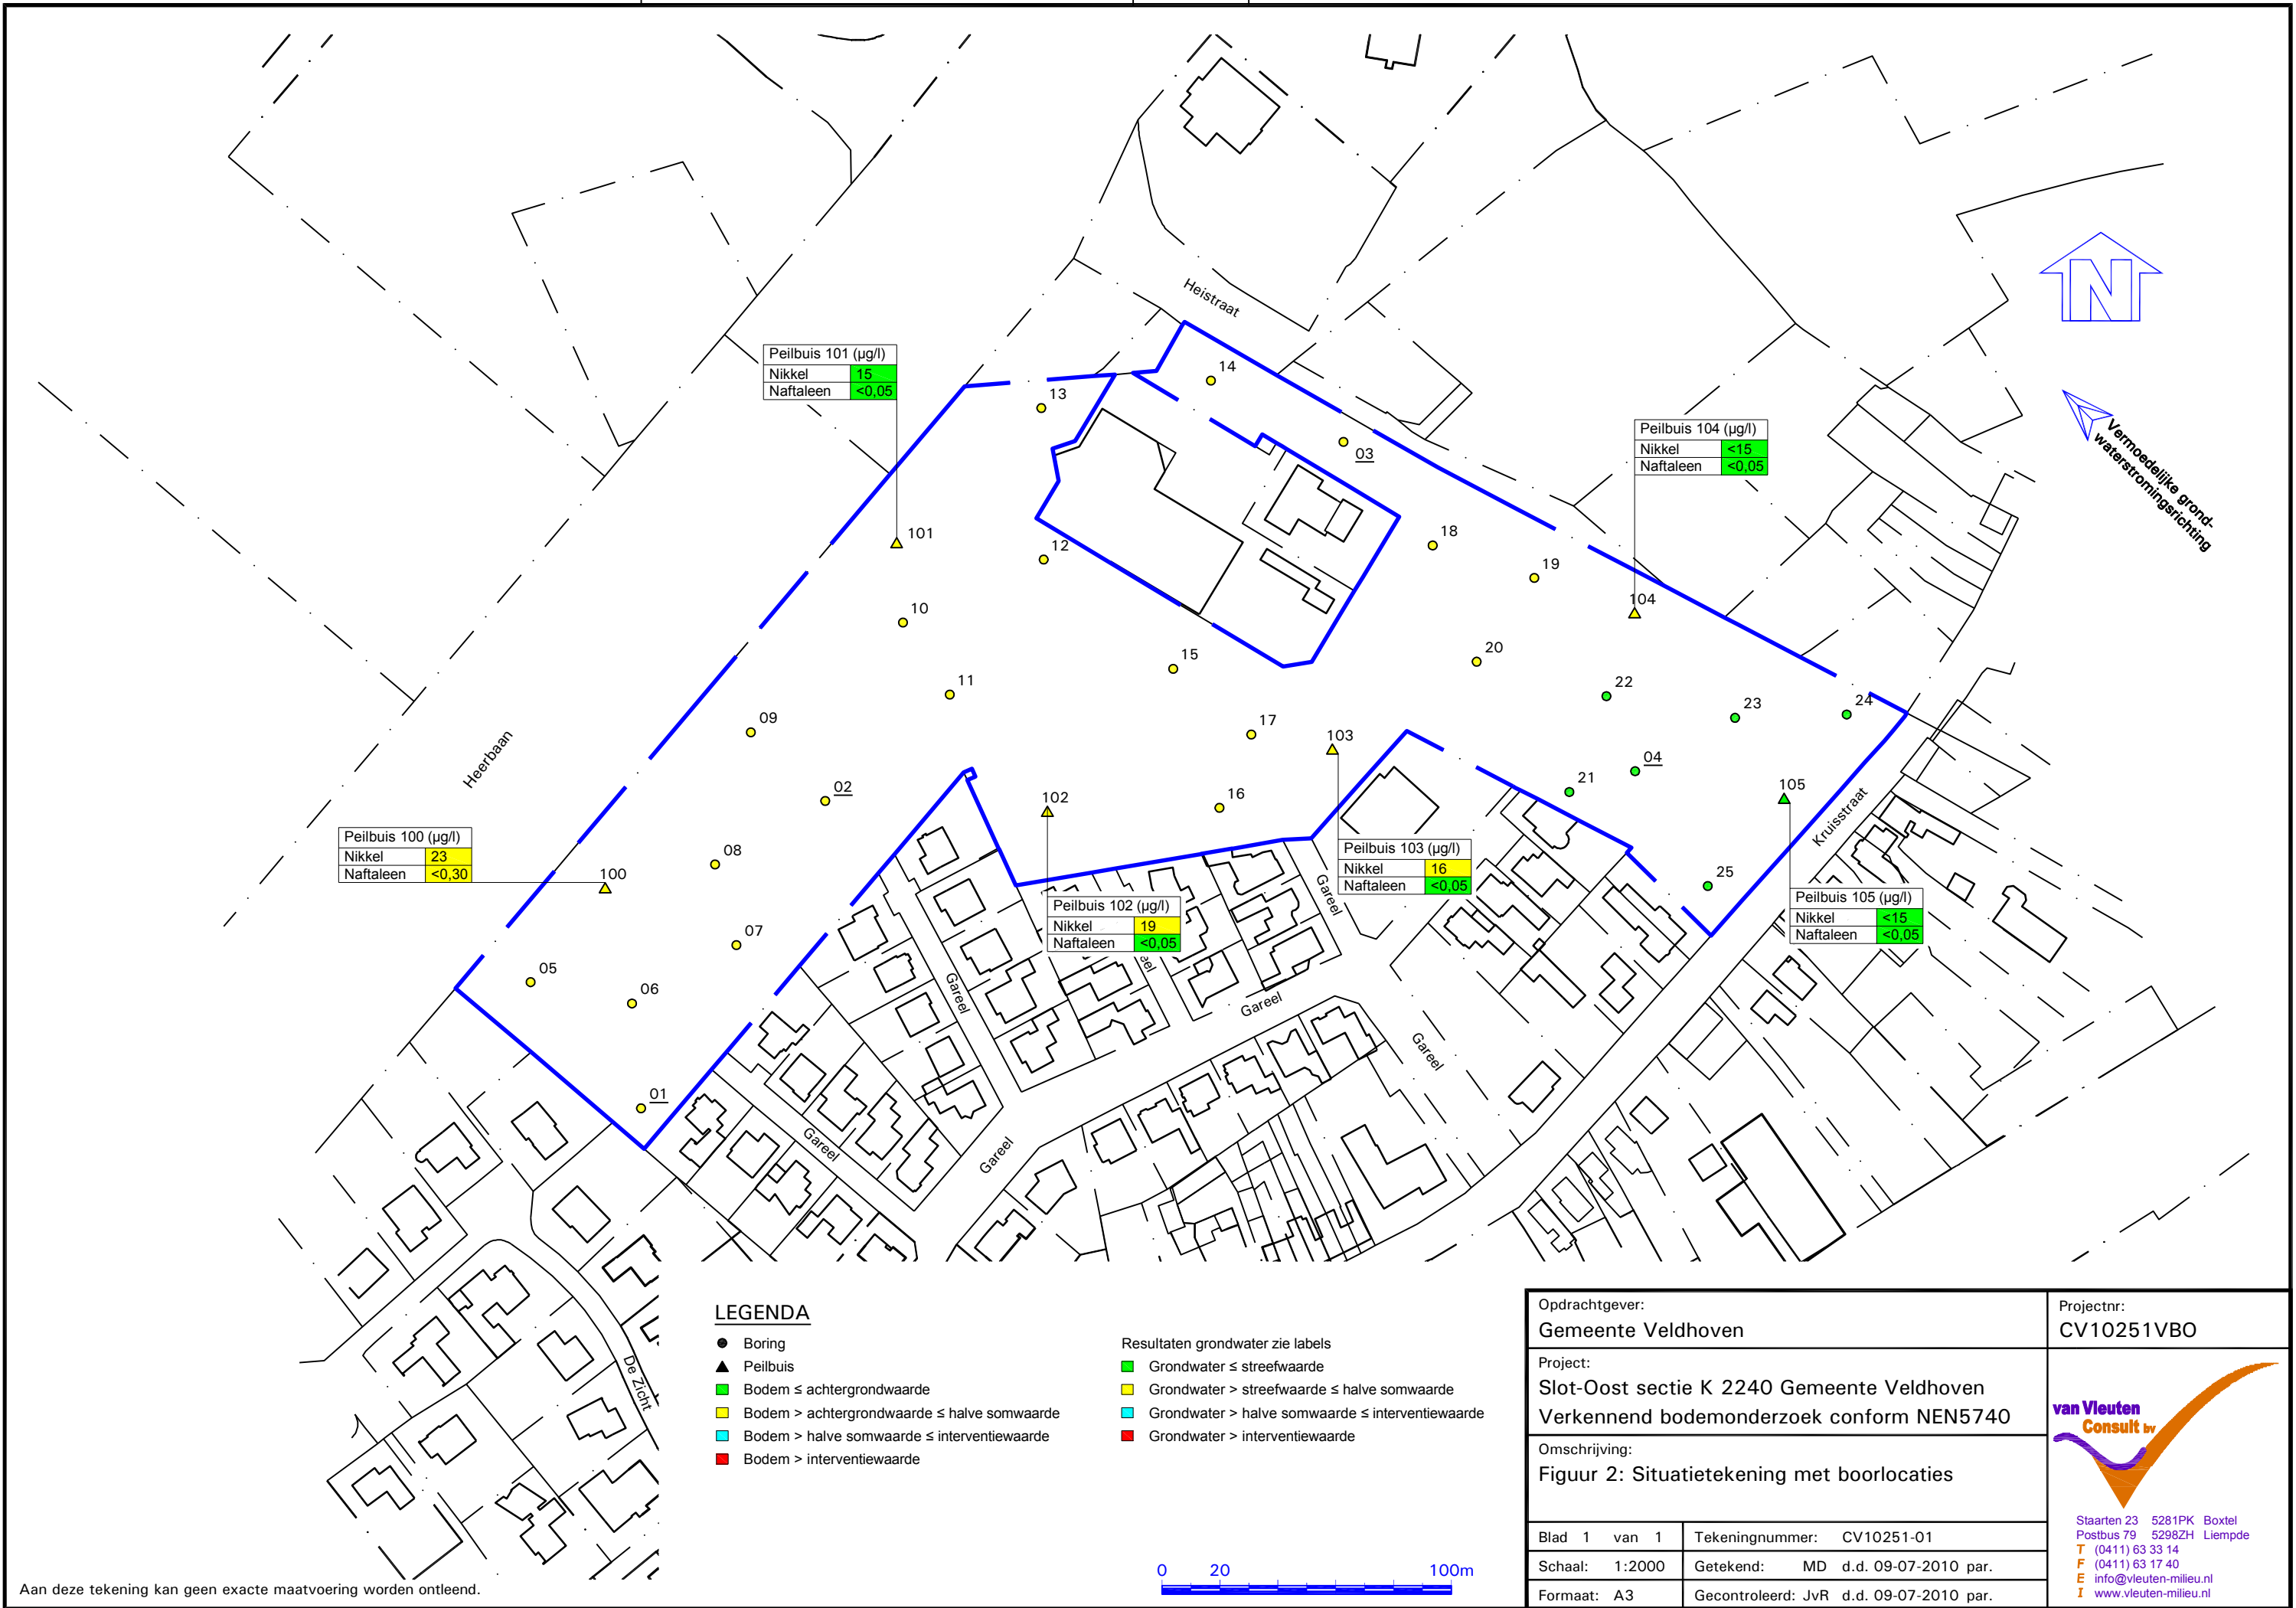 Heistraat
Peilbuis 101 (µg/l)
Nikkel 15
Naftaleen <0,05
14
13
03
Peilbuis 104 (µg/l)
Nikkel <15
Naftaleen <0,05
Vermoedelijke grond-
waterstromingsrichting
N
101
12
18
19
104
10
15
20
11
22
23
24
09
17
103
Heerbaan
02
102
16
21
04
105
Kruisstraat
Peilbuis 100 (µg/l)
Nikkel 23
Naftaleen <0,30
100
08
Peilbuis 103 (µg/l)
Nikkel 16
Naftaleen <0,05
25
Gareel
Peilbuis 102 (µg/l)
Nikkel 19
Naftaleen <0,05
Peilbuis 105 (µg/l)
Nikkel <15
Naftaleen <0,05
07
05
06
eel
Gareel
Gareel
Gareel
01
Gareel
Gareel
De Zicht
LEGENDA
Boring
Peilbuis
Bodem ≤ achtergrondwaarde
Bodem > achtergrondwaarde ≤ halve somwaarde
Bodem > halve somwaarde ≤ interventiewaarde
Bodem > interventiewaarde
Resultaten grondwater zie labels
Grondwater ≤ streefwaarde
Grondwater > streefwaarde ≤ halve somwaarde
Grondwater > halve somwaarde ≤ interventiewaarde
Grondwater > interventiewaarde
0 20 100m
Aan deze tekening kan geen exacte maatvoering worden ontleend.
Opdrachtgever:
Gemeente Veldhoven
Projectnr:
CV10251VBO
Project:
Slot-Oost sectie K 2240 Gemeente Veldhoven
Verkennend bodemonderzoek conform NEN5740
Omschrijving:
Figuur 2: Situatietekening met boorlocaties
Blad 1 van 1 Tekeningnummer: CV10251-01
Schaal: 1:2000 Getekend: MD d.d. 09-07-2010 par.
Formaat: A3 Gecontroleerd: JvR d.d. 09-07-2010 par.
van Vleuten
Consult bv
Staarten 23 5281PK Boxtel
Postbus 79 5298ZH Liempde
T (0411) 63 33 14
F (0411) 63 17 40
E info@vleuten-milieu.nl
I www.vleuten-milieu.nl